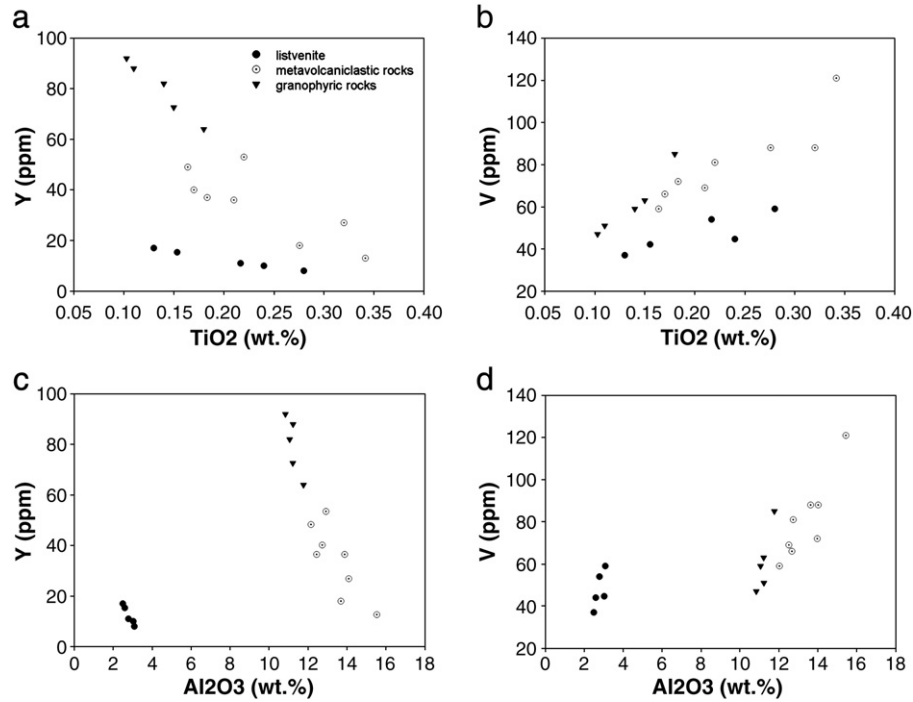 a
100
80
60
40
20
0
Y (ppm)
listvenite
metavolcaniclastic rocks
granophyric rocks
0.05 0.10 0.15 0.20 0.25 0.30 0.35 0.40
TiO2 (wt.%)
b
140
120
100
80
60
40
20
V (ppm)
0.05 0.10 0.15 0.20 0.25 0.30 0.35 0.40
TiO2 (wt.%)
c
100
80
60
40
20
0
Y (ppm)
0 2 4 6 8 10 12 14 16 18
Al2O3 (wt.%)
d
140
120
100
80
60
40
20
V (ppm)
0 2 4 6 8 10 12 14 16 18
Al2O3 (wt.%)